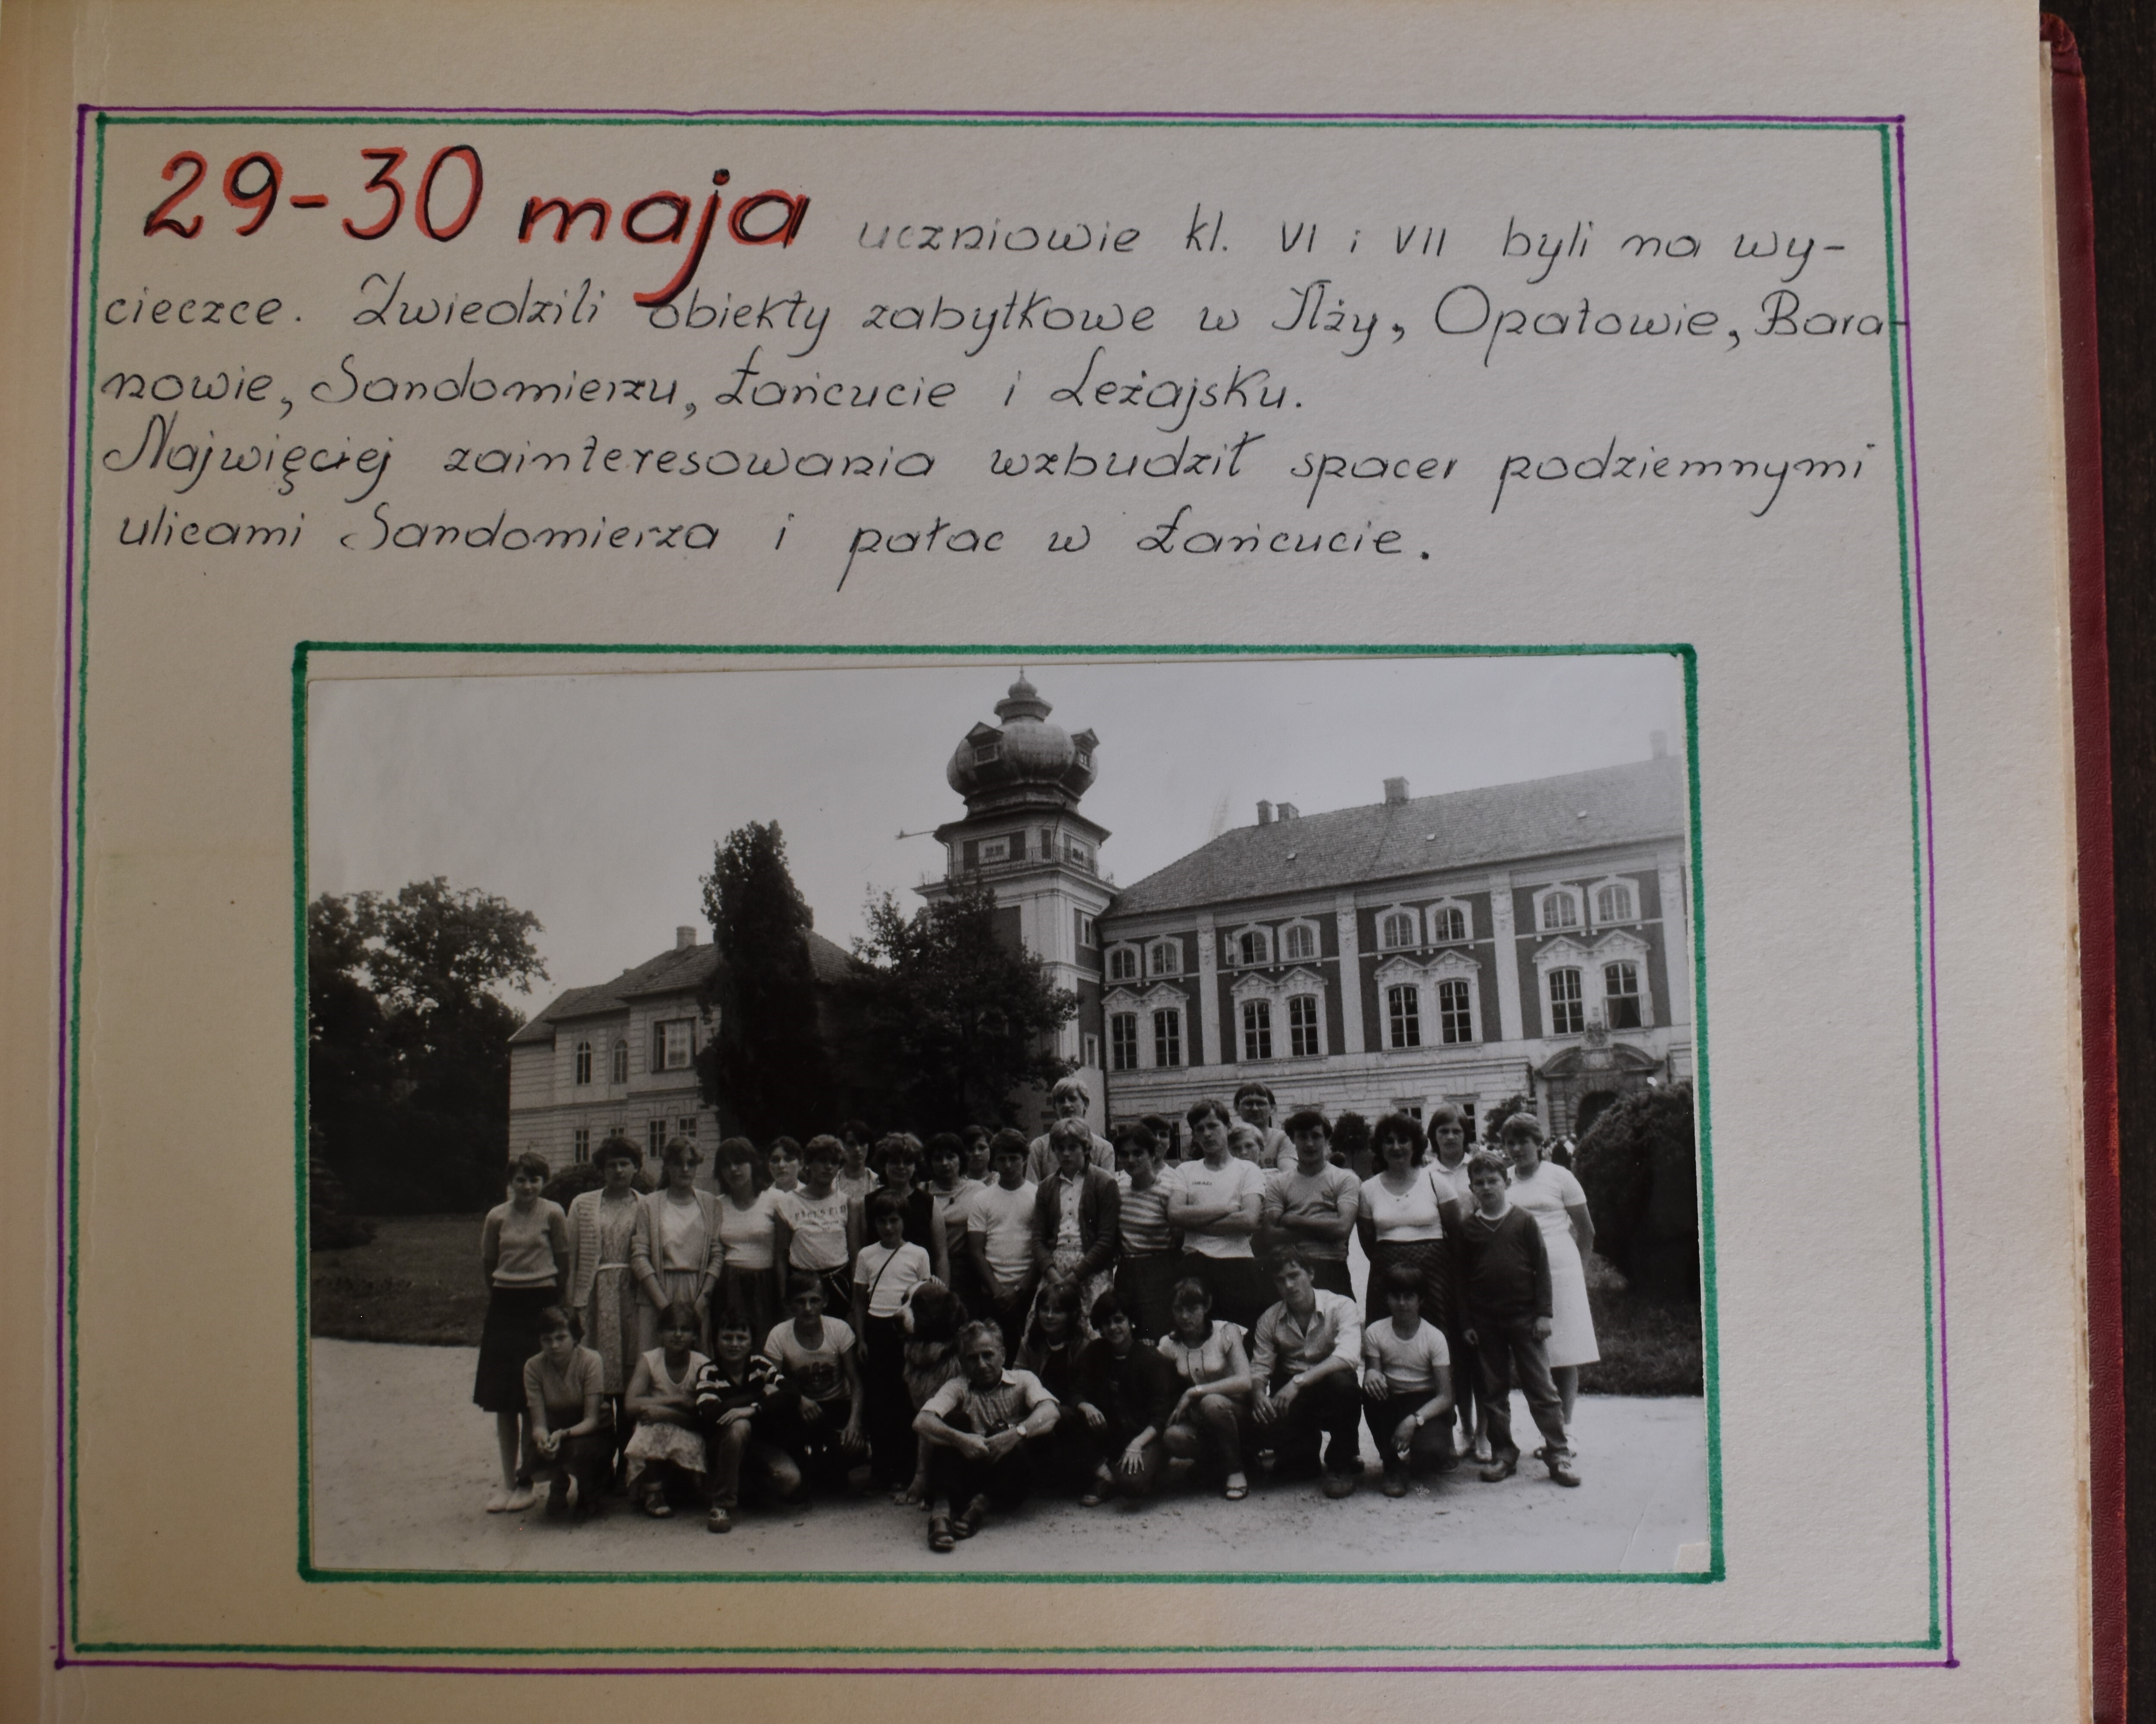 29-30 maja uczniowie kl. VI i VII byli na wy-
cieczce. Zwiedzili obiekty zabytkowe w Iłży, Opatowie, Bara-
nowie, Sandomierzu, Łańcucie i Leżajsku.
Najwięciej zainteresowania wzbudził spacer podziemnymi
ulicami Sandomierza i pałac w Łańcucie.